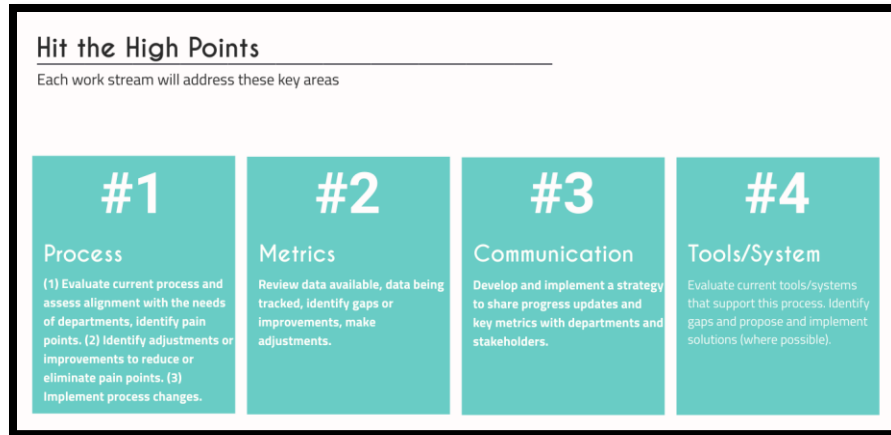 Hit the High Points
Each work stream will address these key areas
#1
Process
(1) Evaluate current process and
assess alignment with the needs
of departments, identify pain
points. (2) Identify adjustments or
improvements to reduce or
eliminate pain points. (3)
Implement process changes.
#2
Metrics
Review data available, data being
tracked, identify gaps or
improvements, make
adjustments.
#3
Communication
Develop and implement a strategy
to share progress updates and
key metrics with departments and
stakeholders.
#4
Tools/System
Evaluate current tools/systems
that support this process. Identify
gaps and propose and implement
solutions (where possible).